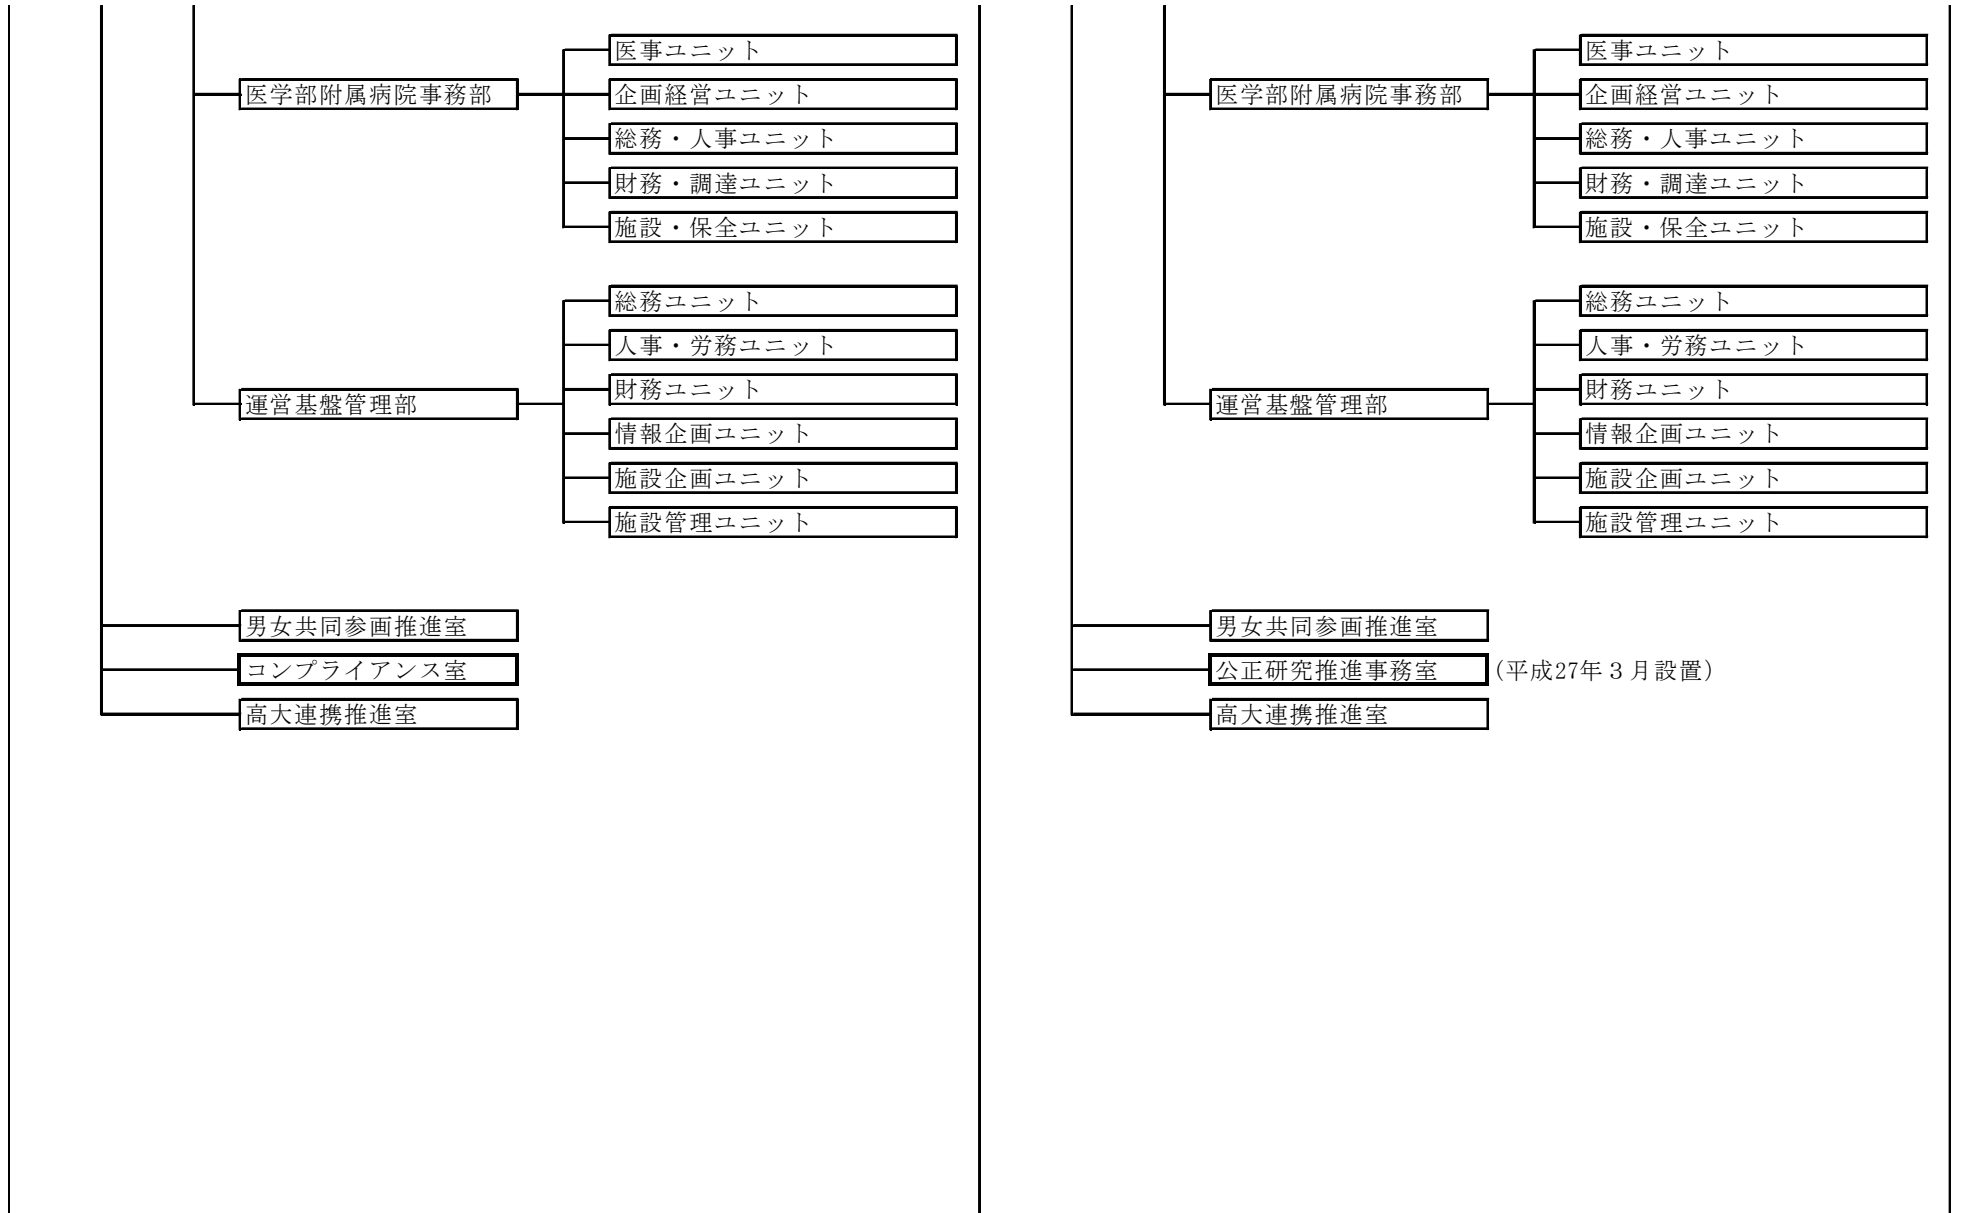 医事ユニット
医学部附属病院事務部
企画経営ユニット
総務・人事ユニット
財務・調達ユニット
施設・保全ユニット
総務ユニット
人事・労務ユニット
財務ユニット
運営基盤管理部
情報企画ユニット
施設企画ユニット
施設管理ユニット
男女共同参画推進室
コンプライアンス室
高大連携推進室
医事ユニット
医学部附属病院事務部
企画経営ユニット
総務・人事ユニット
財務・調達ユニット
施設・保全ユニット
総務ユニット
人事・労務ユニット
財務ユニット
運営基盤管理部
情報企画ユニット
施設企画ユニット
施設管理ユニット
男女共同参画推進室
公正研究推進事務室 (平成27年３月設置)
高大連携推進室